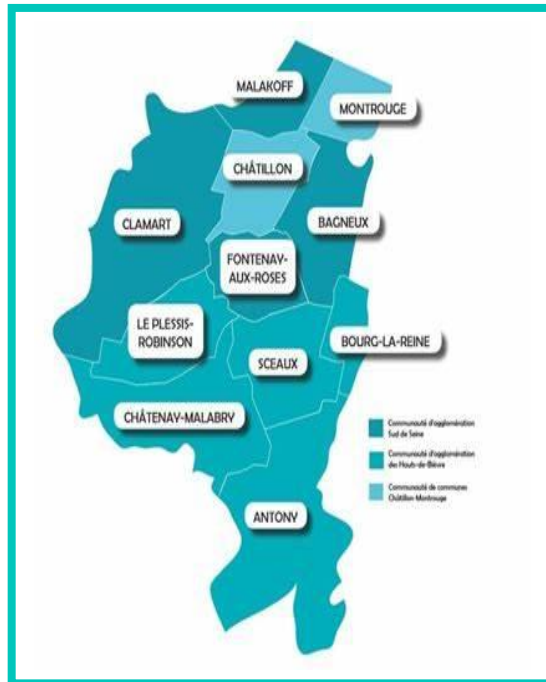 MALAKOFF
MONTROUGE
CHÂTILLON
CLAMART
BAGNEUX
FONTENAY-
AUX-ROSES
LE PLESSIS-
ROBINSON
BOURG-LA-REINE
SCEAUX
CHÂTENAY-MALABRY
Communauté d'agglomération
Sud de Seine
Communauté d'agglomération
des Hauts-de-Bièvre
Communauté de communes
Châtillon-Montrouge
ANTONY